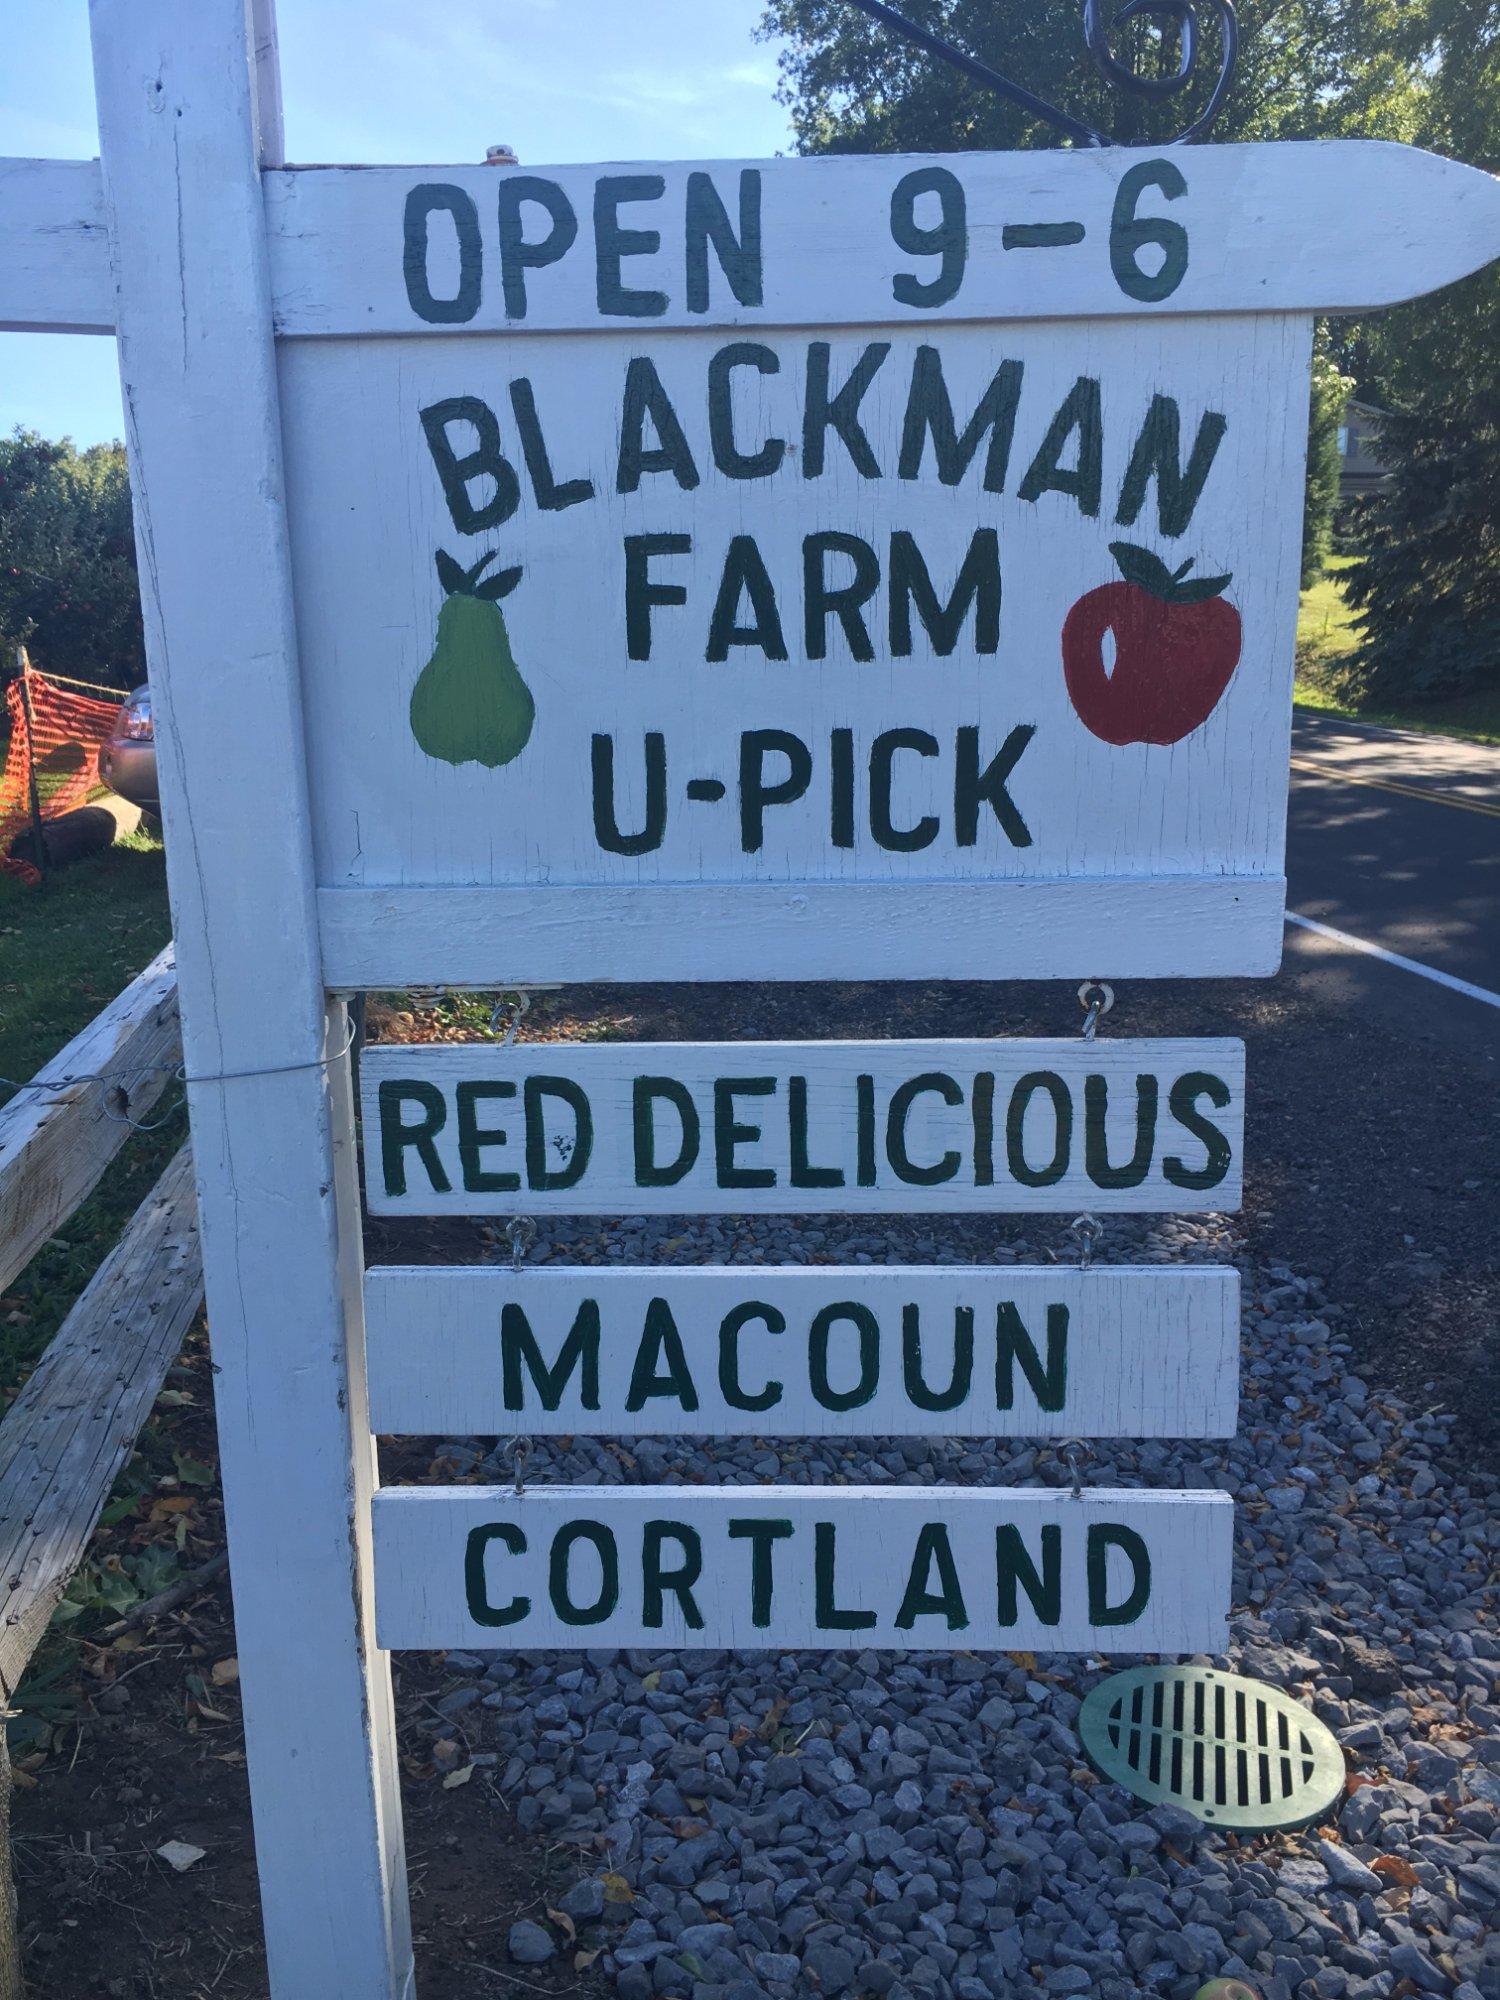 OPEN 9-6
BLACKMAN
FARM
U-PICK
RED DELICIOUS
MACOUN
CORTLAND